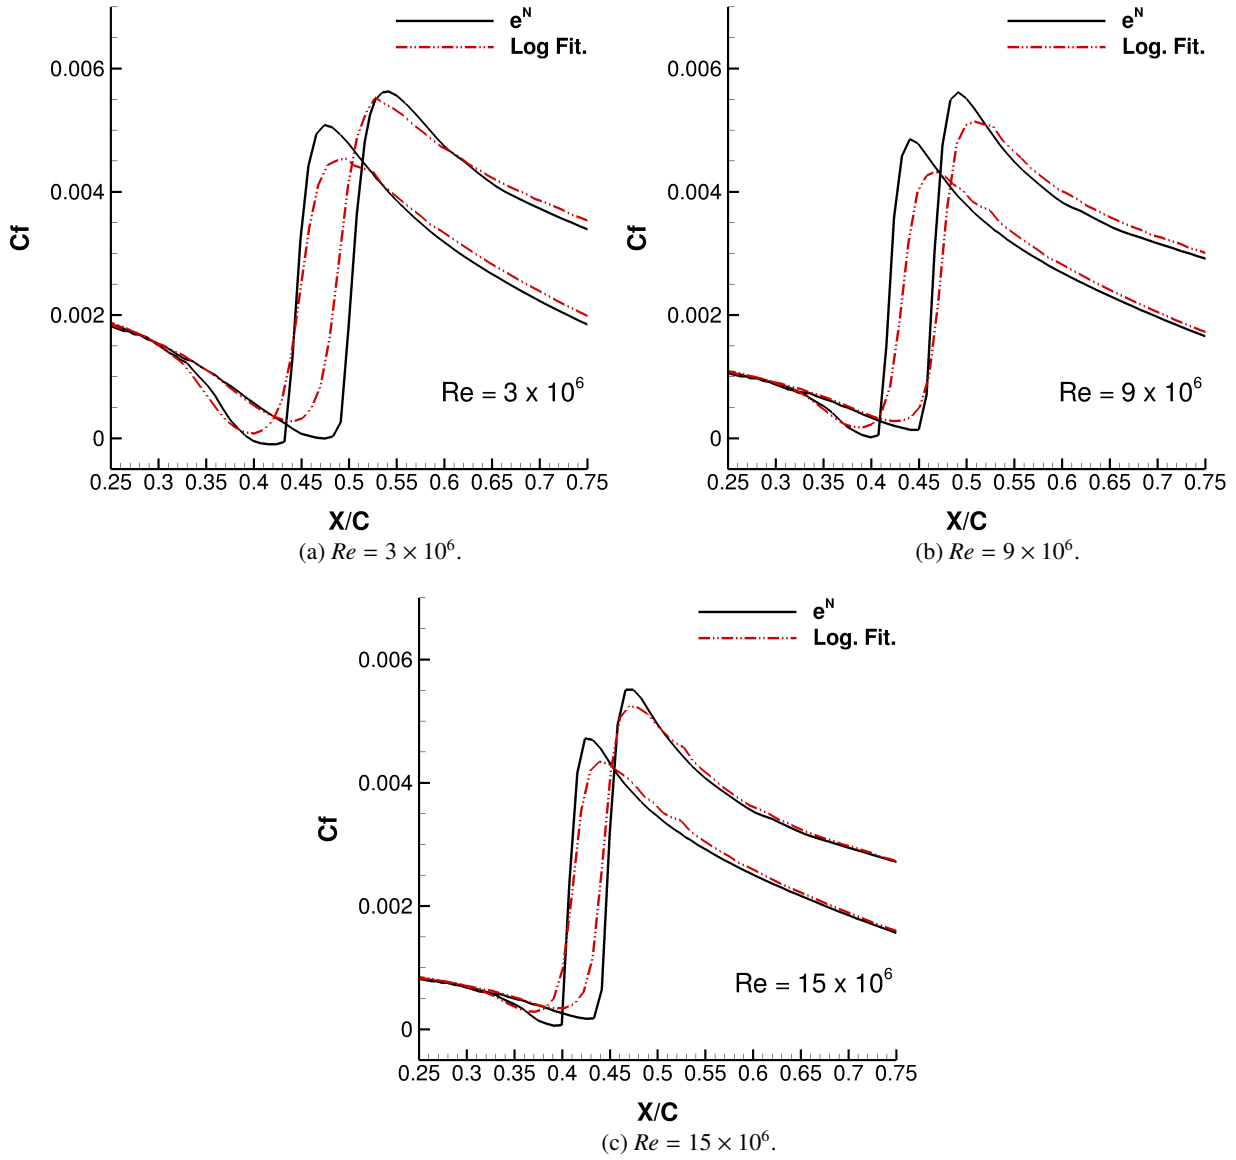 e^N
Log Fit.
0.006
0.004
0.002
0
Cf
Re = 3 x 10^6
0.25 0.3 0.35 0.4 0.45 0.5 0.55 0.6 0.65 0.7 0.75
X/C
(a) Re = 3 × 10^6.
e^N
Log. Fit.
0.006
0.004
0.002
0
Cf
Re = 9 x 10^6
0.25 0.3 0.35 0.4 0.45 0.5 0.55 0.6 0.65 0.7 0.75
X/C
(b) Re = 9 × 10^6.
e^N
Log. Fit.
0.006
0.004
0.002
0
Cf
Re = 15 x 10^6
0.25 0.3 0.35 0.4 0.45 0.5 0.55 0.6 0.65 0.7 0.75
X/C
(c) Re = 15 × 10^6.